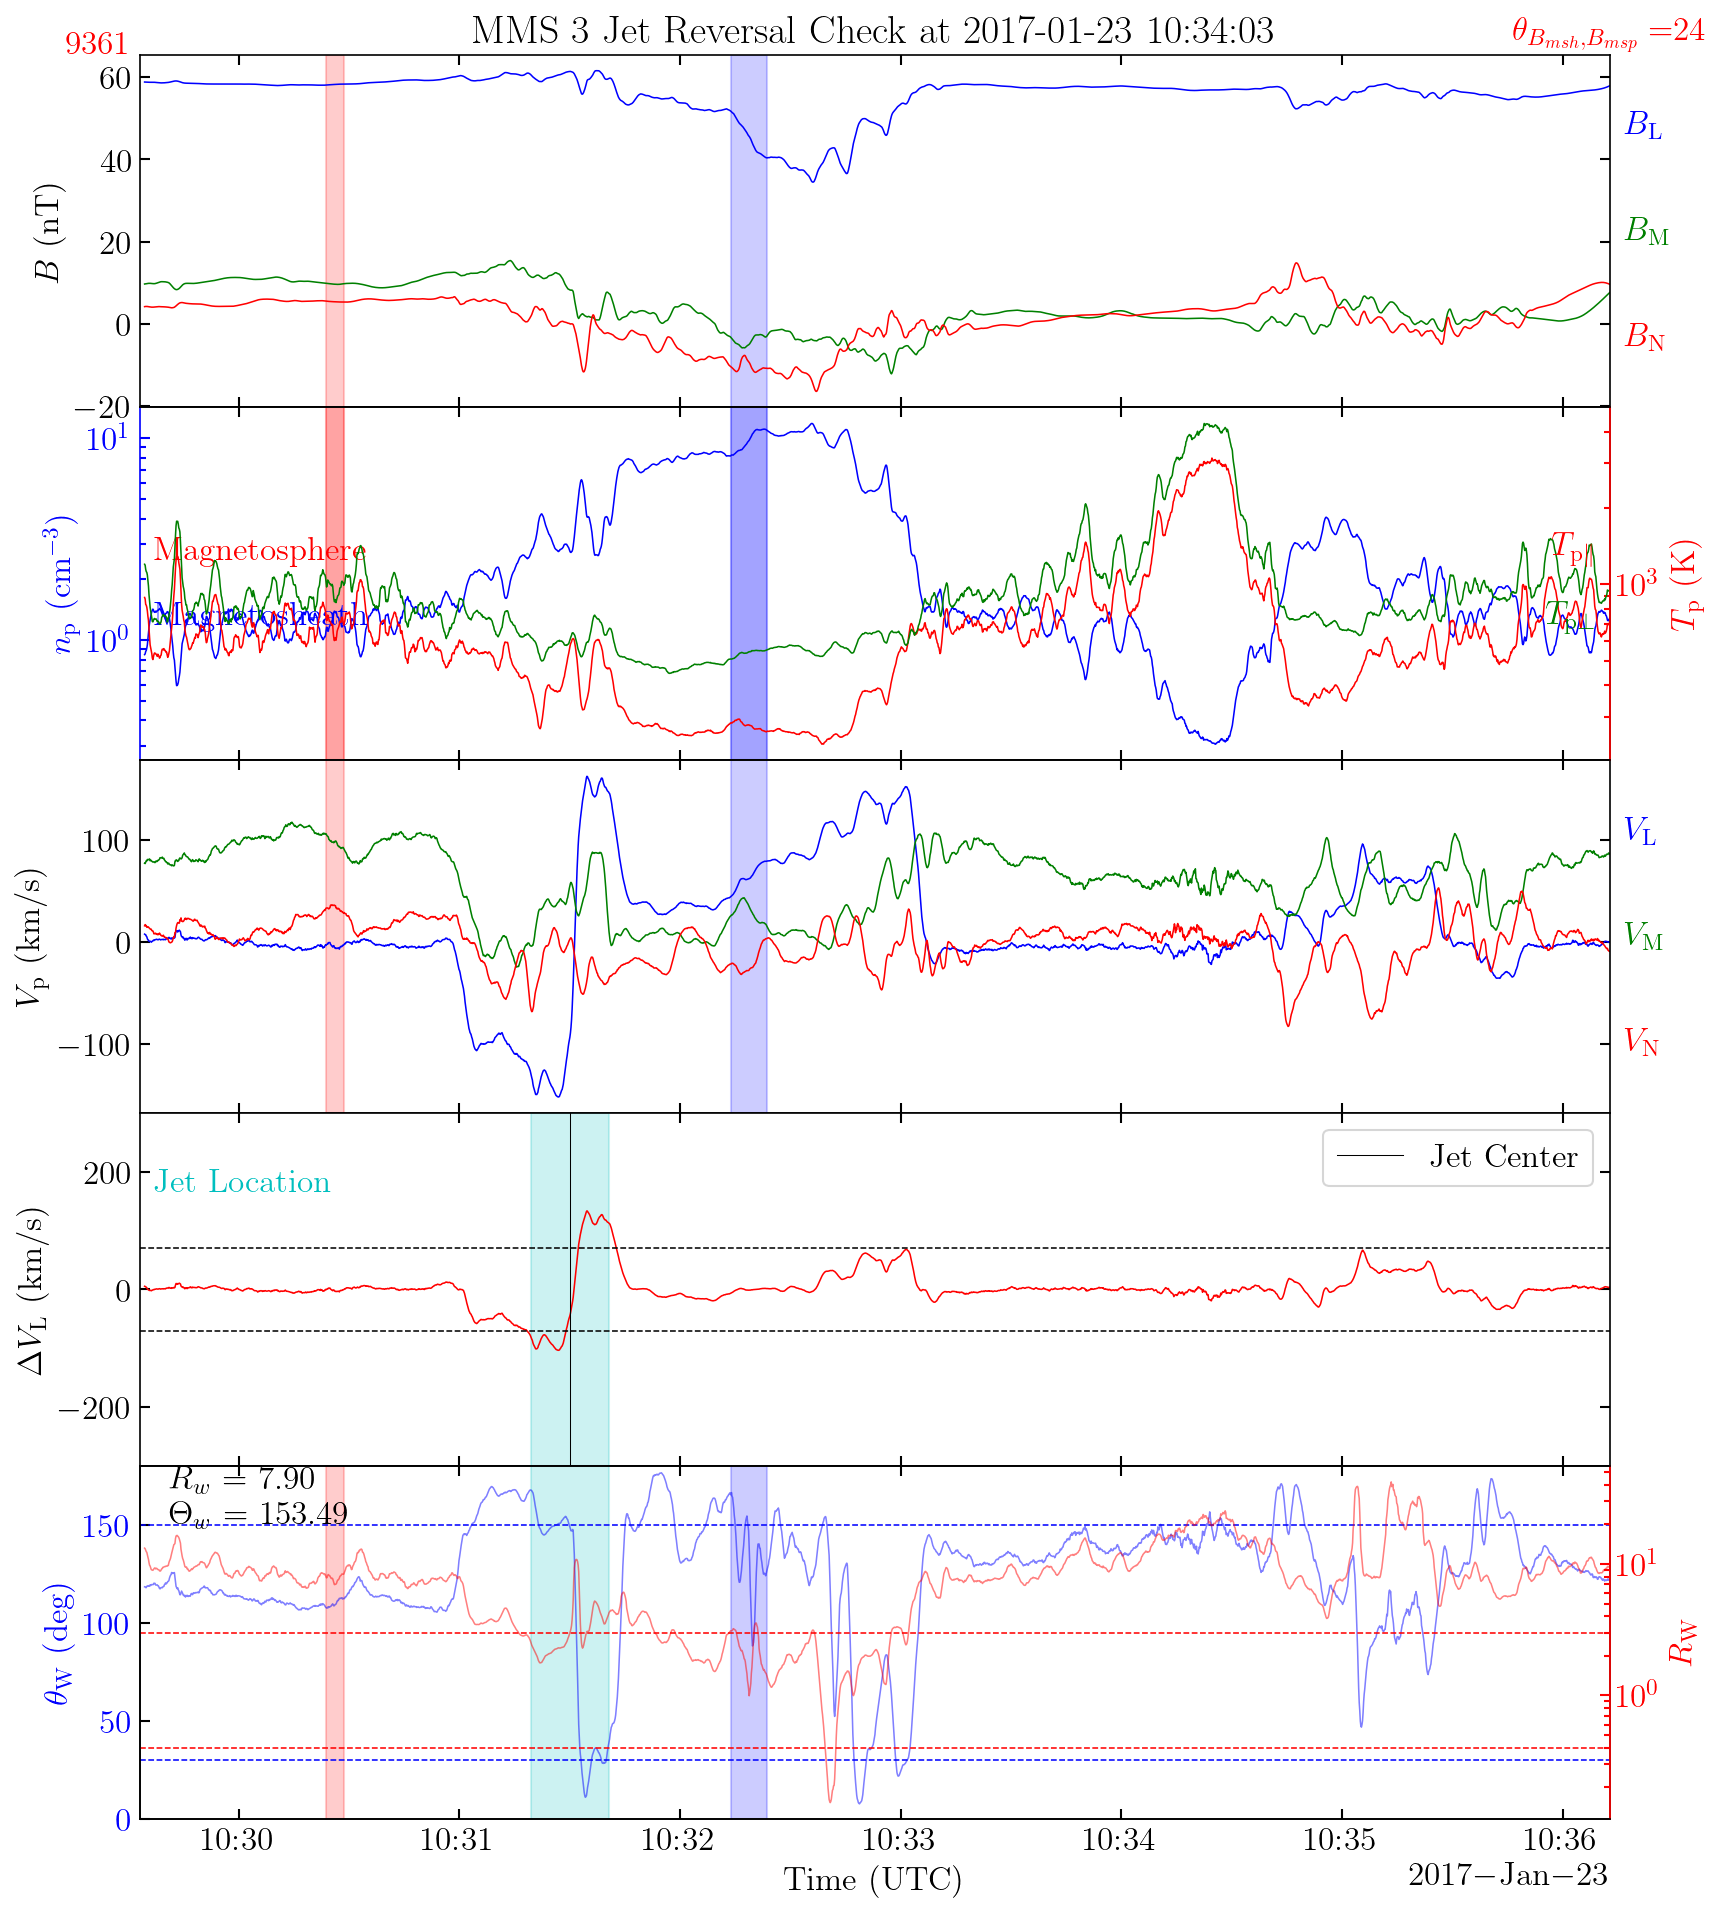 MMS 3 Jet Reversal Check at 2017-01-23 10:34:03
9361
θ_{B_{msh}, B_{msp}} =24
60
40
20
0
−20
B (nT)
B_L
B_M
B_N
10^1
10^0
n_p (cm^{−3})
Magnetosphere
Magnetosheath
T_{p∥}
T_{p⊥}
10^3
T_p (K)
100
0
−100
V_p (km/s)
V_L
V_M
V_N
200
0
−200
ΔV_L (km/s)
Jet Location
Jet Center
R_w = 7.90
Θ_w = 153.49
150
100
50
0
θ_W (deg)
10^1
10^0
R_W
10:30 10:31 10:32 10:33 10:34 10:35 10:36
2017−Jan−23
Time (UTC)